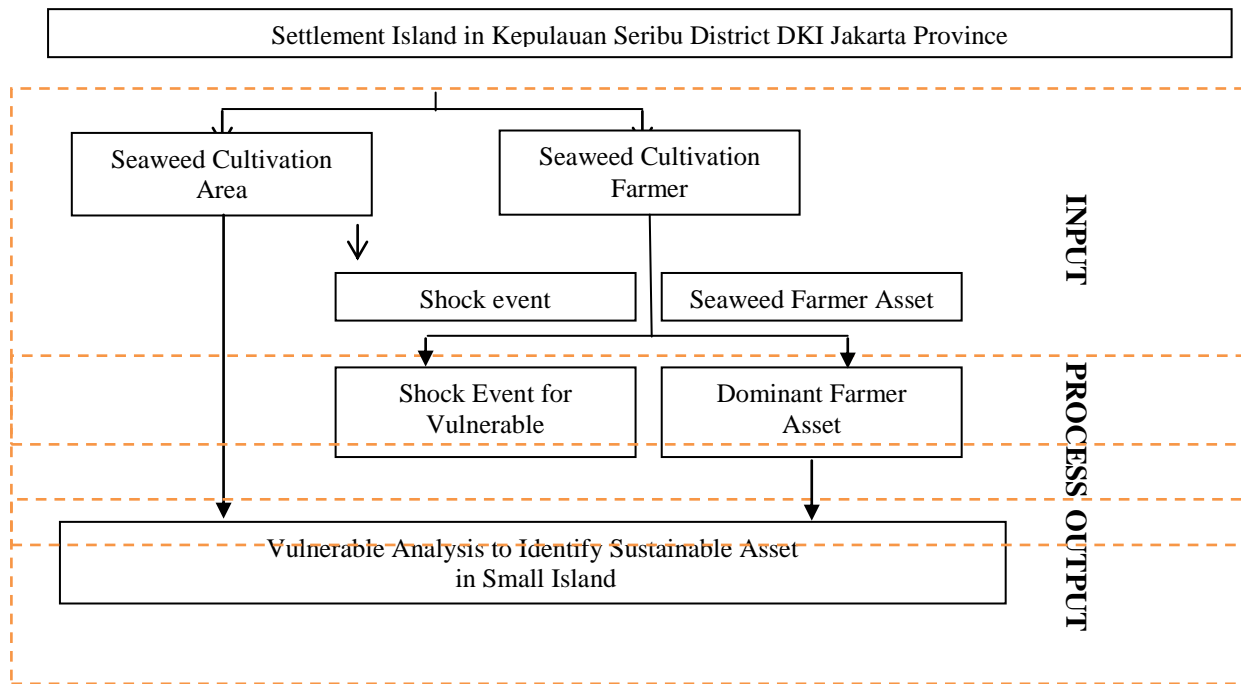 Settlement Island in Kepulauan Seribu District DKI Jakarta Province
Seaweed Cultivation
Area
Seaweed Cultivation
Farmer
INPUT
Shock event
Seaweed Farmer Asset
Shock Event for
Vulnerable
Dominant Farmer
Asset
PROCESS OUTPUT
Vulnerable Analysis to Identify Sustainable Asset
in Small Island